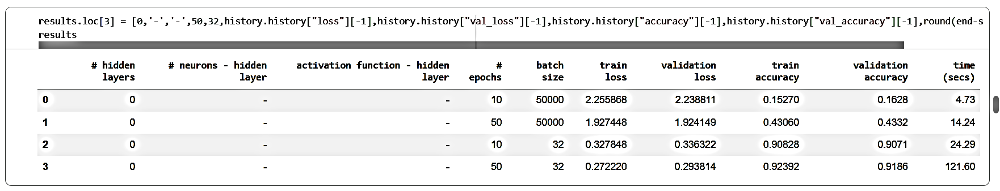 results.loc[3] = [0,'-','-',50,32,history.history["loss"][-1],history.history["val_loss"][-1],history.history["accuracy"][-1],history.history["val_accuracy"][-1],round(end-s
results
# hidden # neurons - hidden activation function - hidden # batch train validation train validation time
layers layer layer epochs size loss loss accuracy accuracy (secs)
0 0 - - 10 50000 2.255868 2.238811 0.15270 0.1628 4.73
1 0 - - 50 50000 1.927448 1.924149 0.43060 0.4332 14.24
2 0 - - 10 32 0.327848 0.336322 0.90828 0.9071 24.29
3 0 - - 50 32 0.272220 0.293814 0.92392 0.9186 121.60